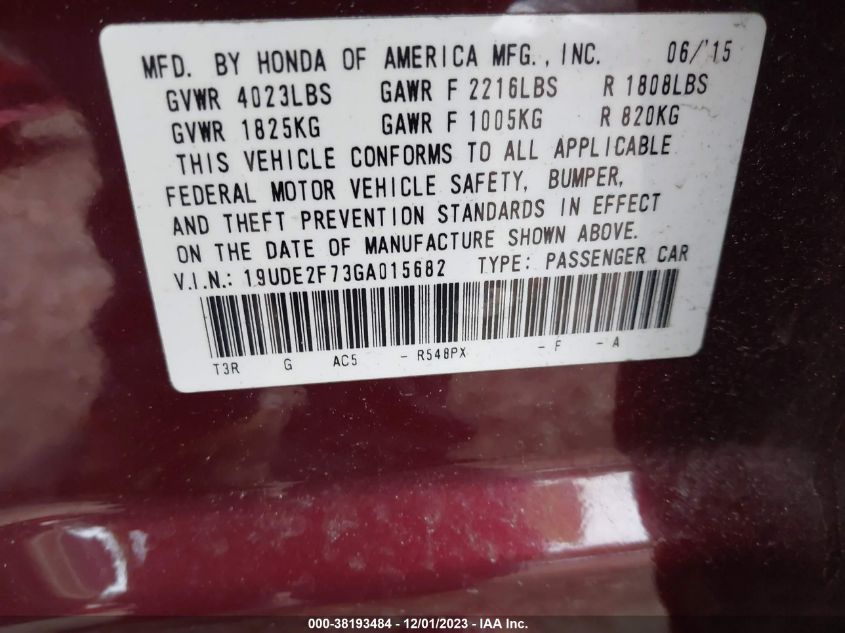 MFD. BY HONDA OF AMERICA MFG., INC. 06/'15
GVWR 4023LBS GAWR F 2216LBS R 1808LBS
GVWR 1825KG GAWR F 1005KG R 820KG
THIS VEHICLE CONFORMS TO ALL APPLICABLE
FEDERAL MOTOR VEHICLE SAFETY, BUMPER,
AND THEFT PREVENTION STANDARDS IN EFFECT
ON THE DATE OF MANUFACTURE SHOWN ABOVE.
V.I.N.: 19UDE2F73GA015682 TYPE: PASSENGER CAR
T3R G AC5 - R548PX - F - A
000-38193484 - 12/01/2023 - IAA Inc.